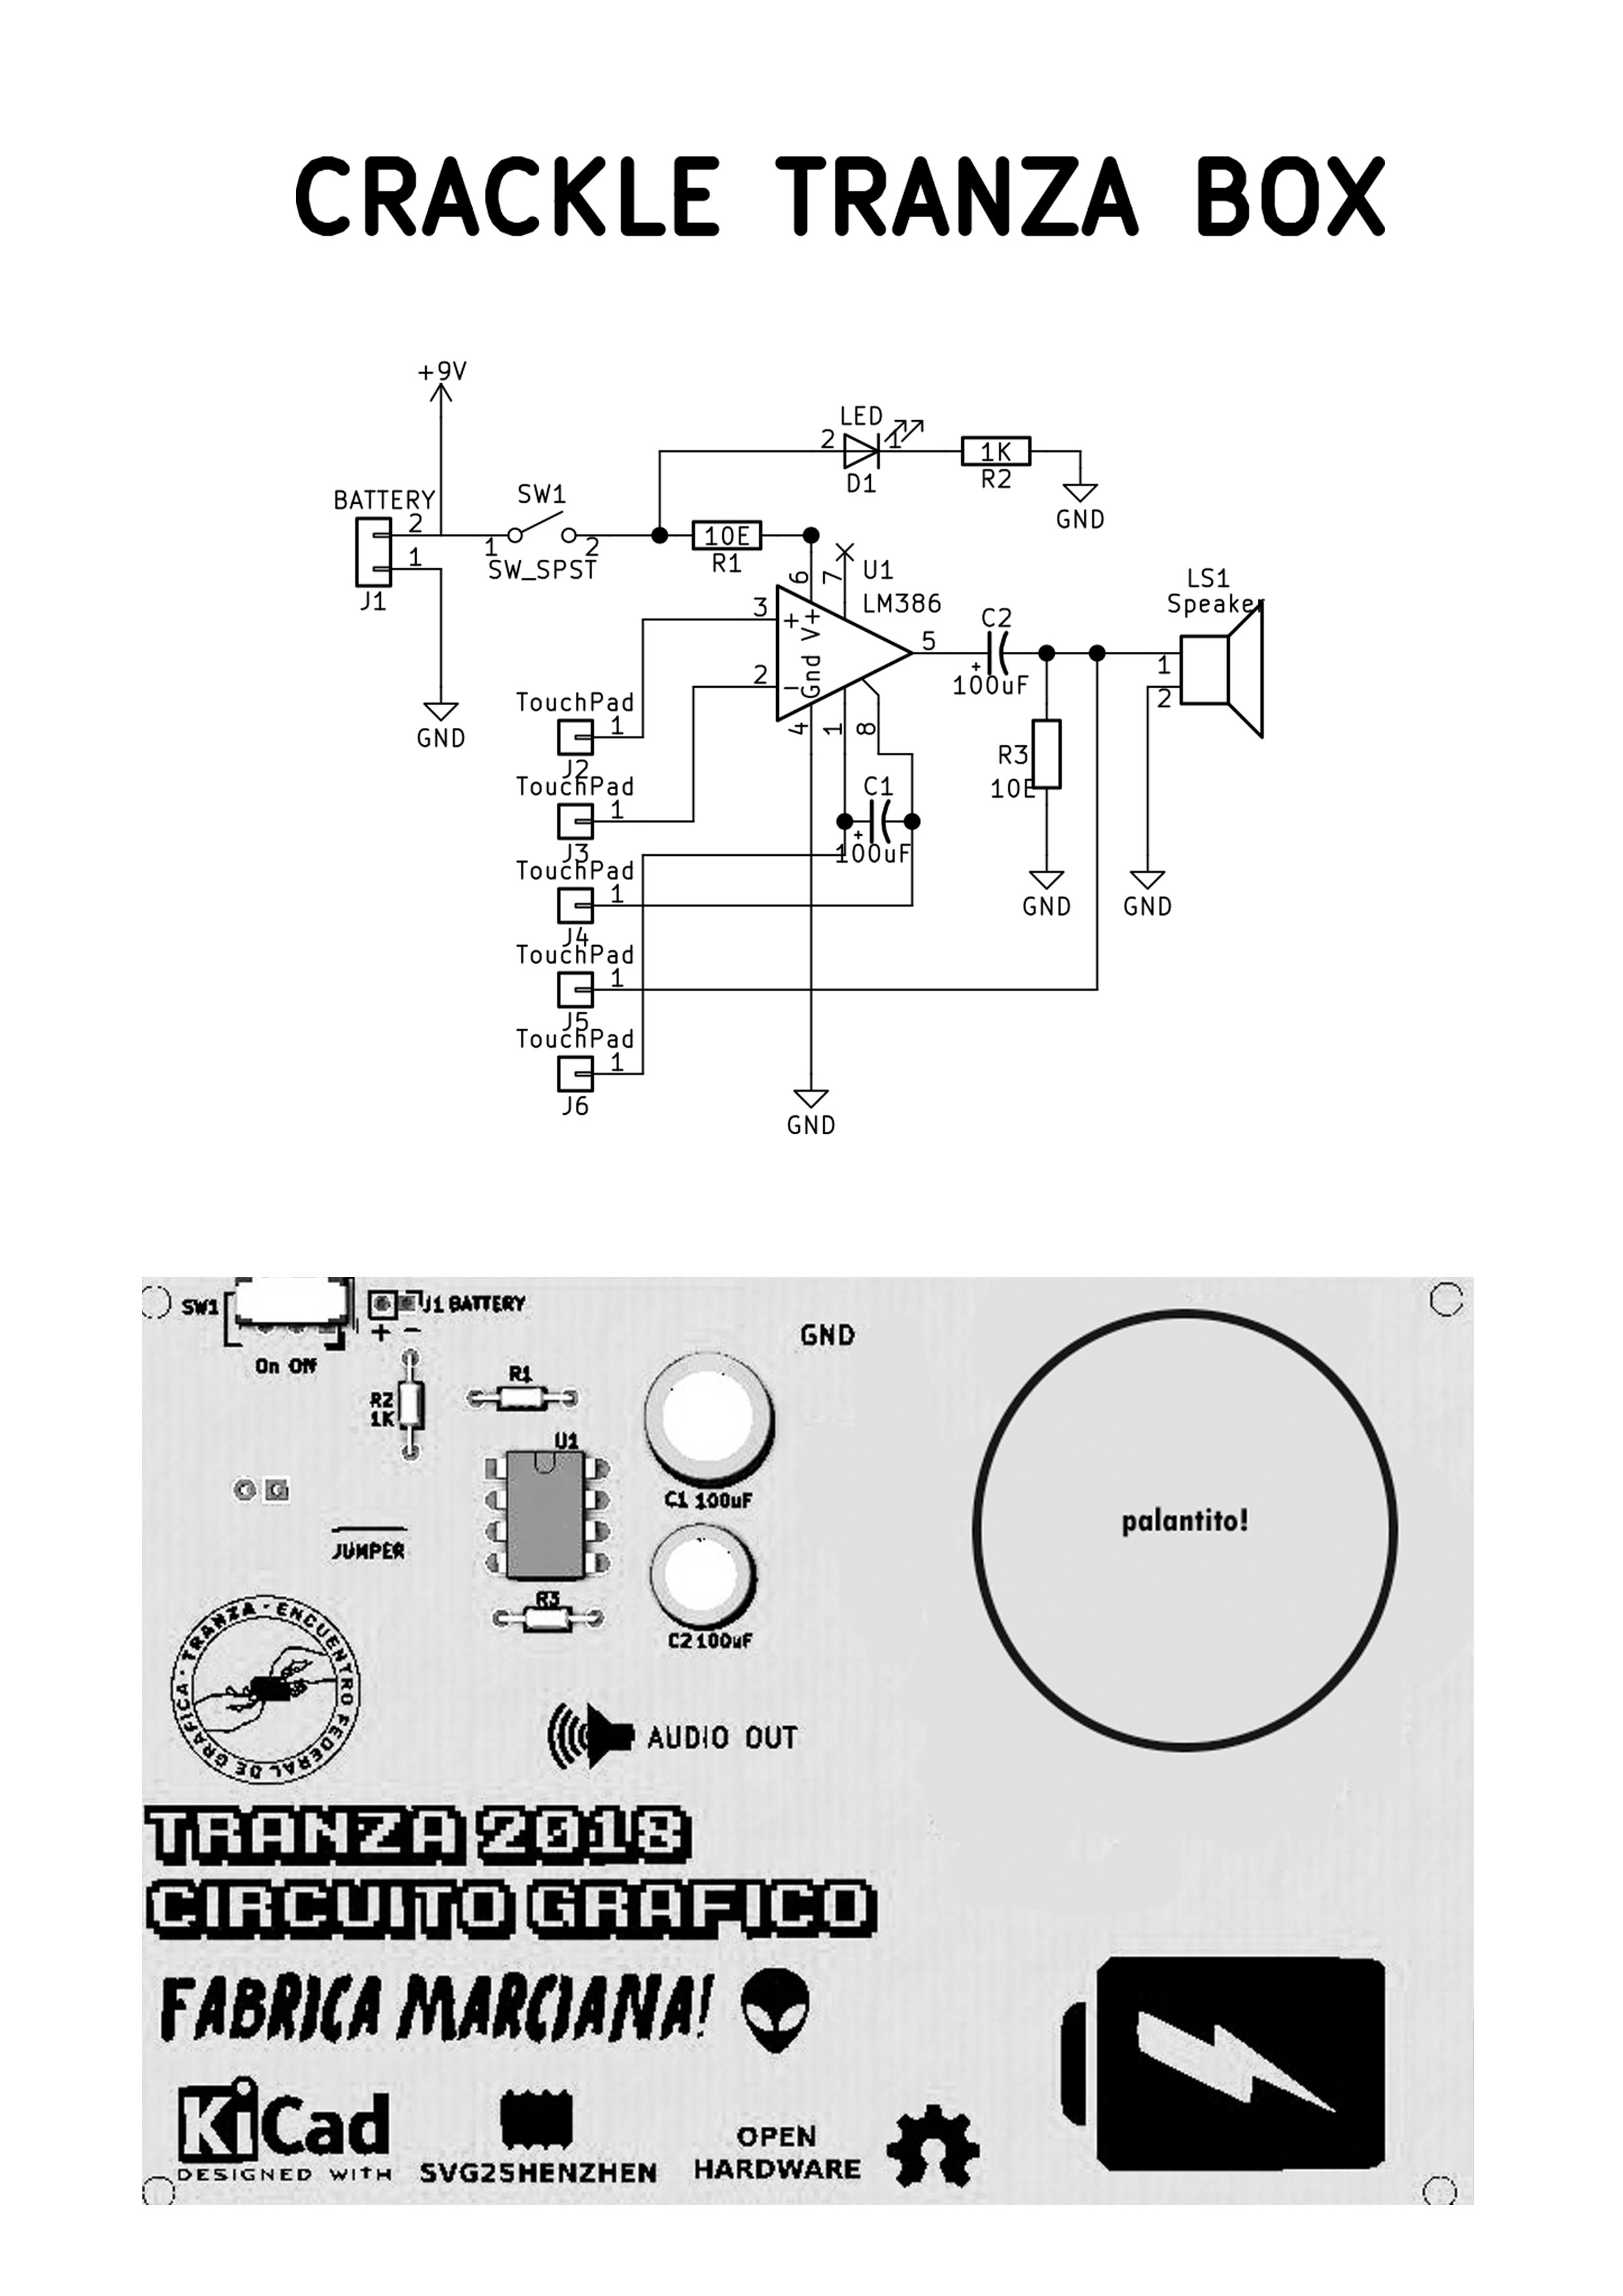 CRACKLE TRANZA BOX
+9V
LED
2 1
1K
D1
R2
GND
BATTERY
SW1
2
1
1 2
SW_SPST
J1
10E
R1
GND
6 7
U1
LM386
3
+ V+
2
− Gnd
5
4 1 8
C2
+
100uF
LS1
Speaker
1
2
R3
10E
GND
GND
C1
+
100uF
TouchPad
1
J2
TouchPad
1
J3
TouchPad
1
J4
TouchPad
1
J5
TouchPad
1
J6
GND
SW1
On Off
J1 BATTERY
+ −
GND
R2
1K
R1
U1
C1 100uF
JUMPER
R3
C2 100uF
palantito!
TRANZA · ENCUENTRO FEDERAL DE GRAFICA ·
AUDIO OUT
TRANZA 2018
CIRCUITO GRAFICO
FABRICA MARCIANA!
KiCad
DESIGNED WITH
SVG2SHENZHEN
OPEN
HARDWARE